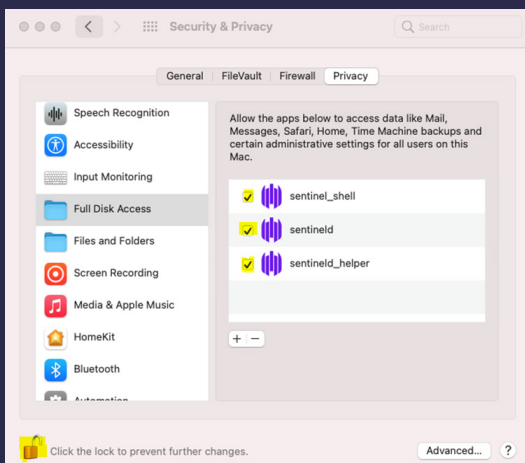 Security & Privacy
Search
General FileVault Firewall Privacy
Speech Recognition
Accessibility
Input Monitoring
Full Disk Access
Files and Folders
Screen Recording
Media & Apple Music
HomeKit
Bluetooth
Automation
Allow the apps below to access data like Mail,
Messages, Safari, Home, Time Machine backups and
certain administrative settings for all users on this
Mac.
sentinel_shell
sentineld
sentineld_helper
+ −
Click the lock to prevent further changes.
Advanced... ?